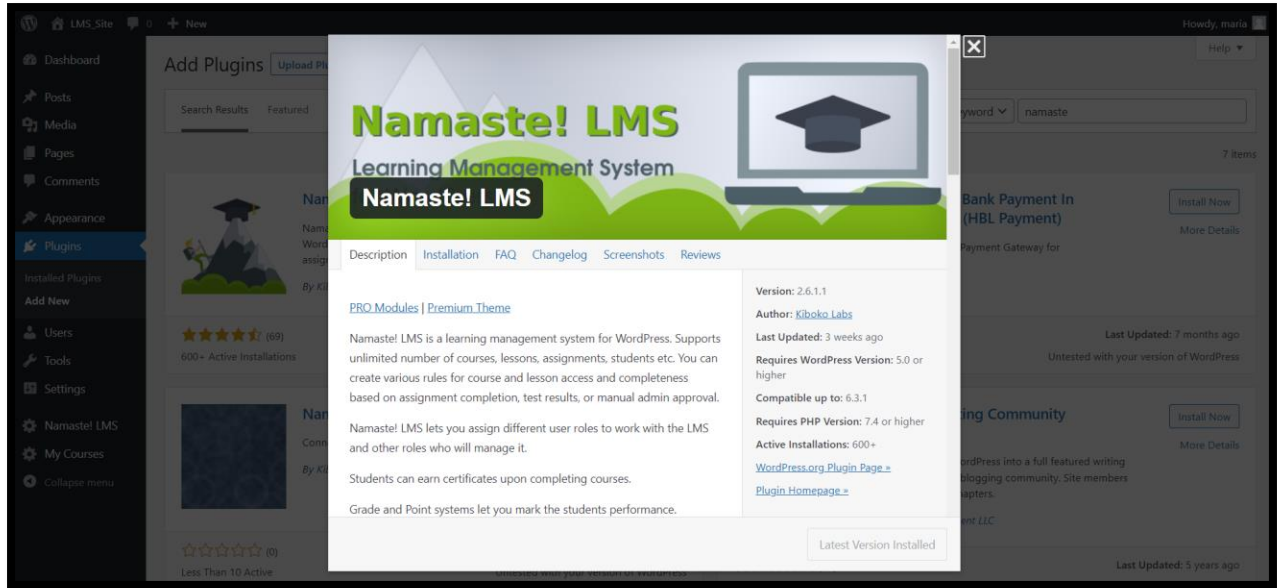 LMS_Site 0 + New
Howdy, maria
Dashboard
Posts
Media
Pages
Comments
Appearance
Plugins
Installed Plugins
Add New
Users
Tools
Settings
Namaste! LMS
My Courses
Collapse menu
Add Plugins
Help
Search Results
namaste
7 items
(69)
600+ Active Installations
(0)
Less Than 10 Active
Namaste! LMS
Learning Management System
Namaste! LMS
Description Installation FAQ Changelog Screenshots Reviews
PRO Modules | Premium Theme
Namaste! LMS is a learning management system for WordPress. Supports
unlimited number of courses, lessons, assignments, students etc. You can
create various rules for course and lesson access and completeness
based on assignment completion, test results, or manual admin approval.
Namaste! LMS lets you assign different user roles to work with the LMS
and other roles who will manage it.
Students can earn certificates upon completing courses.
Grade and Point systems let you mark the students performance.
Version: 2.6.1.1
Author: Kiboko Labs
Last Updated: 3 weeks ago
Requires WordPress Version: 5.0 or
higher
Compatible up to: 6.3.1
Requires PHP Version: 7.4 or higher
Active Installations: 600+
WordPress.org Plugin Page »
Plugin Homepage »
Latest Version Installed
Bank Payment In
(HBL Payment)
Payment Gateway for
Install Now
More Details
Last Updated: 7 months ago
Untested with your version of WordPress
Community
into a full featured writing
blogging community. Site members
LLC
Install Now
More Details
Last Updated: 5 years ago